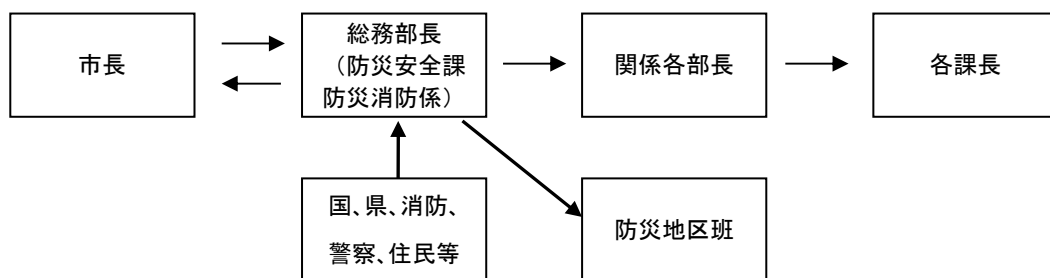 市長
総務部長
（防災安全課
防災消防係）
関係各部長
各課長
国、県、消防、
警察、住民等
防災地区班